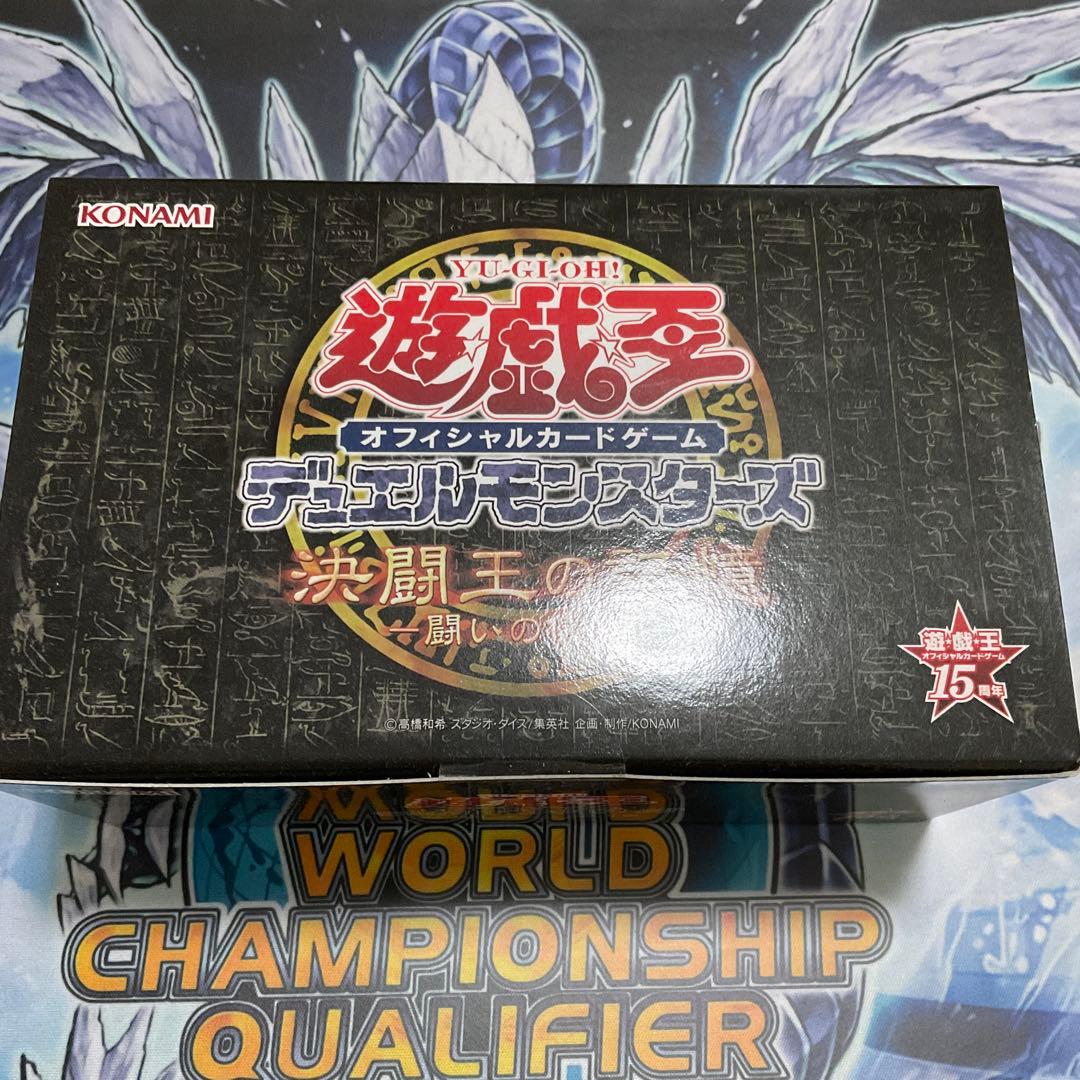 KONAMI
YU-GI-OH!
遊☆戯☆王
オフィシャルカードゲーム
デュエルモンスターズ
決闘王の
－闘いの
遊☆戯☆王
オフィシャルカードゲーム
15周年
©高橋和希 スタジオ・ダイス/集英社 企画・制作/KONAMI
WORLD
CHAMPIONSHIP
QUALIFIER